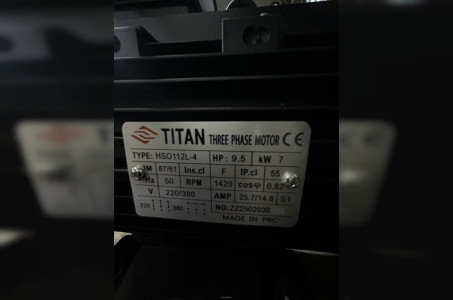 TITAN THREE PHASE MOTOR CE
TYPE: HSO112L-4 HP: 9.5 kW 7
IM 87/61 Ins.cl F IP.cl 55
Hz 50 RPM 1420 cosφ 0.82
V 220/380 AMP 25.7/14.8 S1
220 380 NO. ZZ2502030
MADE IN PRC